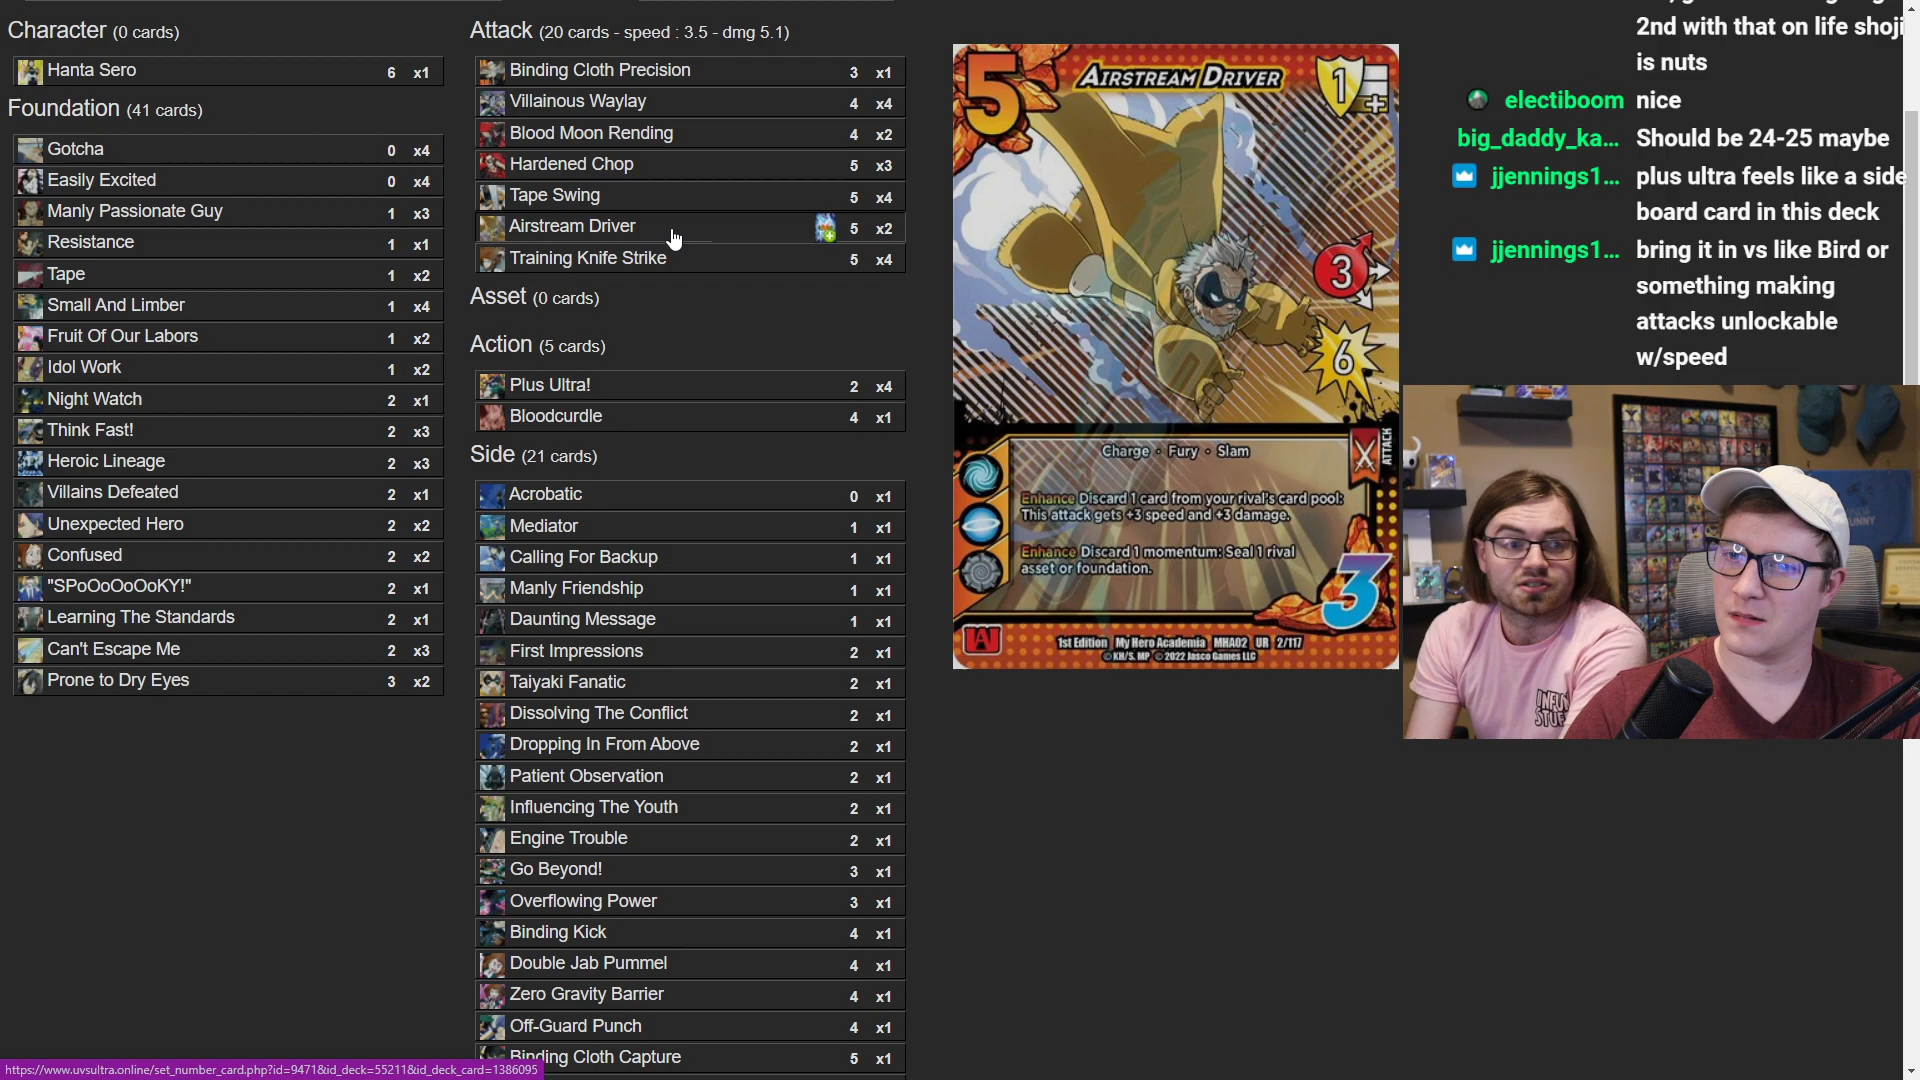 Character (0 cards)
Hanta Sero 6 x1
Foundation (41 cards)
Gotcha 0 x4
Easily Excited 0 x4
Manly Passionate Guy 1 x3
Resistance 1 x1
Tape 1 x2
Small And Limber 1 x4
Fruit Of Our Labors 1 x2
Idol Work 1 x2
Night Watch 2 x1
Think Fast! 2 x3
Heroic Lineage 2 x3
Villains Defeated 2 x1
Unexpected Hero 2 x2
Confused 2 x2
"SPoOoOoOoKY!" 2 x1
Learning The Standards 2 x1
Can't Escape Me 2 x3
Prone to Dry Eyes 3 x2
Attack (20 cards - speed : 3.5 - dmg 5.1)
Binding Cloth Precision 3 x1
Villainous Waylay 4 x4
Blood Moon Rending 4 x2
Hardened Chop 5 x3
Tape Swing 5 x4
Airstream Driver 5 x2
Training Knife Strike 5 x4
Asset (0 cards)
Action (5 cards)
Plus Ultra! 2 x4
Bloodcurdle 4 x1
Side (21 cards)
Acrobatic 0 x1
Mediator 1 x1
Calling For Backup 1 x1
Manly Friendship 1 x1
Daunting Message 1 x1
First Impressions 2 x1
Taiyaki Fanatic 2 x1
Dissolving The Conflict 2 x1
Dropping In From Above 2 x1
Patient Observation 2 x1
Influencing The Youth 2 x1
Engine Trouble 2 x1
Go Beyond! 3 x1
Overflowing Power 3 x1
Binding Kick 4 x1
Double Jab Pummel 4 x1
Zero Gravity Barrier 4 x1
Off-Guard Punch 4 x1
Binding Cloth Capture 5 x1
https://www.uvsultra.online/set_number_card.php?id=9471&id_deck=55211&id_deck_card=1386095
5 AIRSTREAM DRIVER 1 +
3
6
ATTACK
Charge · Fury · Slam
Enhance Discard 1 card from your rival's card pool:
This attack gets +3 speed and +3 damage.
Enhance Discard 1 momentum: Seal 1 rival
asset or foundation.
3
1st Edition My Hero Academia MHA02 UR 2/117
© KH/S. MP © 2022 Jasco Games LLC
2nd with that on life shoji
is nuts
electiboom nice
big_daddy_ka... Should be 24-25 maybe
jjennings1... plus ultra feels like a side
board card in this deck
jjennings1... bring it in vs like Bird or
something making
attacks unlockable
w/speed